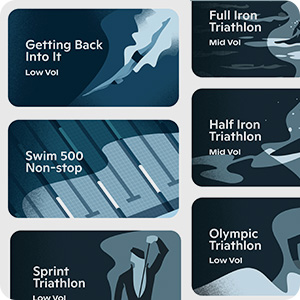 Getting Back
Into It
Low Vol
Swim 500
Non-stop
Sprint
Triathlon
Low Vol
Full Iron
Triathlon
Mid Vol
Half Iron
Triathlon
Mid Vol
Olympic
Triathlon
Low Vol